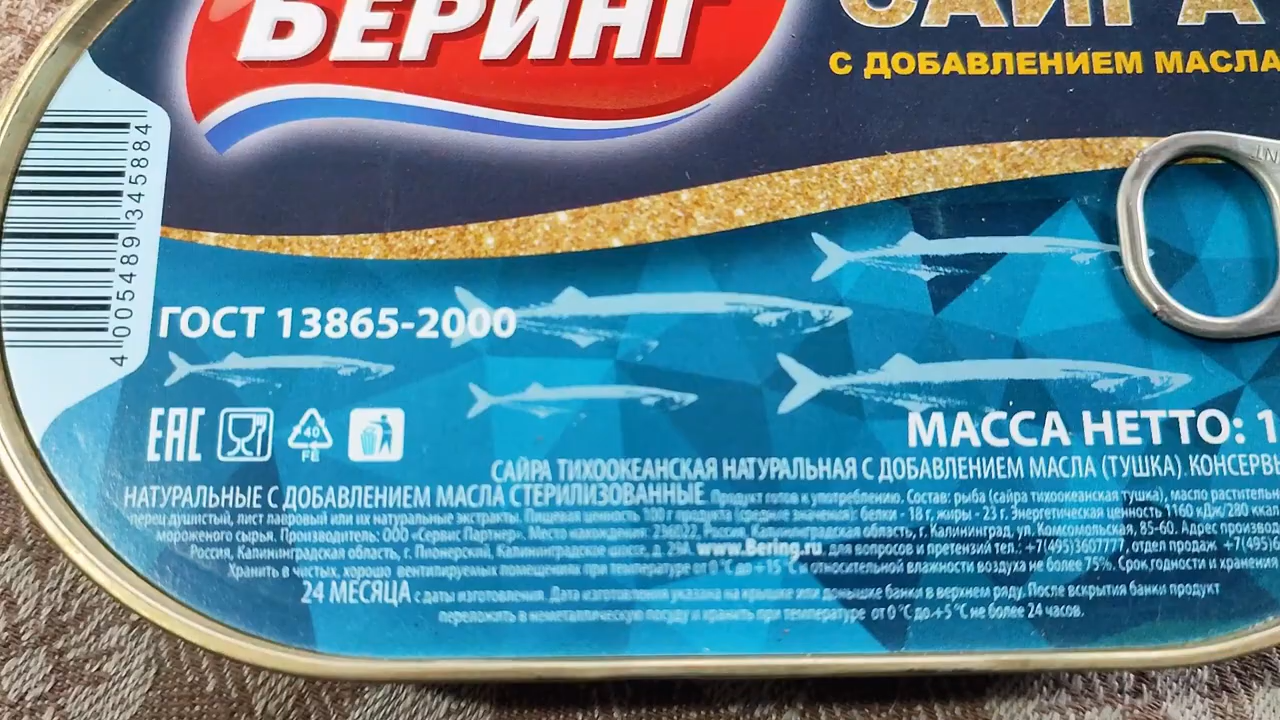 БЕРИНГ
САЙРА
С ДОБАВЛЕНИЕМ МАСЛА
4 005489 345884
ГОСТ 13865-2000
EAC
40
FE
МАССА НЕТТО: 1
САЙРА ТИХООКЕАНСКАЯ НАТУРАЛЬНАЯ С ДОБАВЛЕНИЕМ МАСЛА (ТУШКА). КОНСЕРВЫ
НАТУРАЛЬНЫЕ С ДОБАВЛЕНИЕМ МАСЛА СТЕРИЛИЗОВАННЫЕ Продукт готов к употреблению. Состав: рыба (сайра тихоокеанская тушка), масло раститель
перец душистый, лист лавровый или их натуральные экстракты. Пищевая ценность 100 г продукта (средние значения): белки - 18 г, жиры - 23 г. Энергетическая ценность 1160 кДж/280 ккал
мороженого сырья. Производитель: ООО «Сервис Партнер». Место нахождения: 236022, Россия, Калининградская область, г. Калининград, ул. Комсомольская, 85-60. Адрес производ
Россия, Калининградская область, г. Пионерский, Калининградское шоссе, д. 29А. www.Bering.ru, для вопросов и претензий тел.: +7(495)3607777, отдел продаж +7(495)6
Хранить в чистых, хорошо вентилируемых помещениях при температуре от 0 °С до +15 °С и относительной влажности воздуха не более 75%. Срок годности и хранения
24 МЕСЯЦА с даты изготовления. Дата изготовления указана на крышке или донышке банки в верхнем ряду. После вскрытия банки продукт
переложить в неметаллическую посуду и хранить при температуре от 0 °С до +5 °С не более 24 часов.